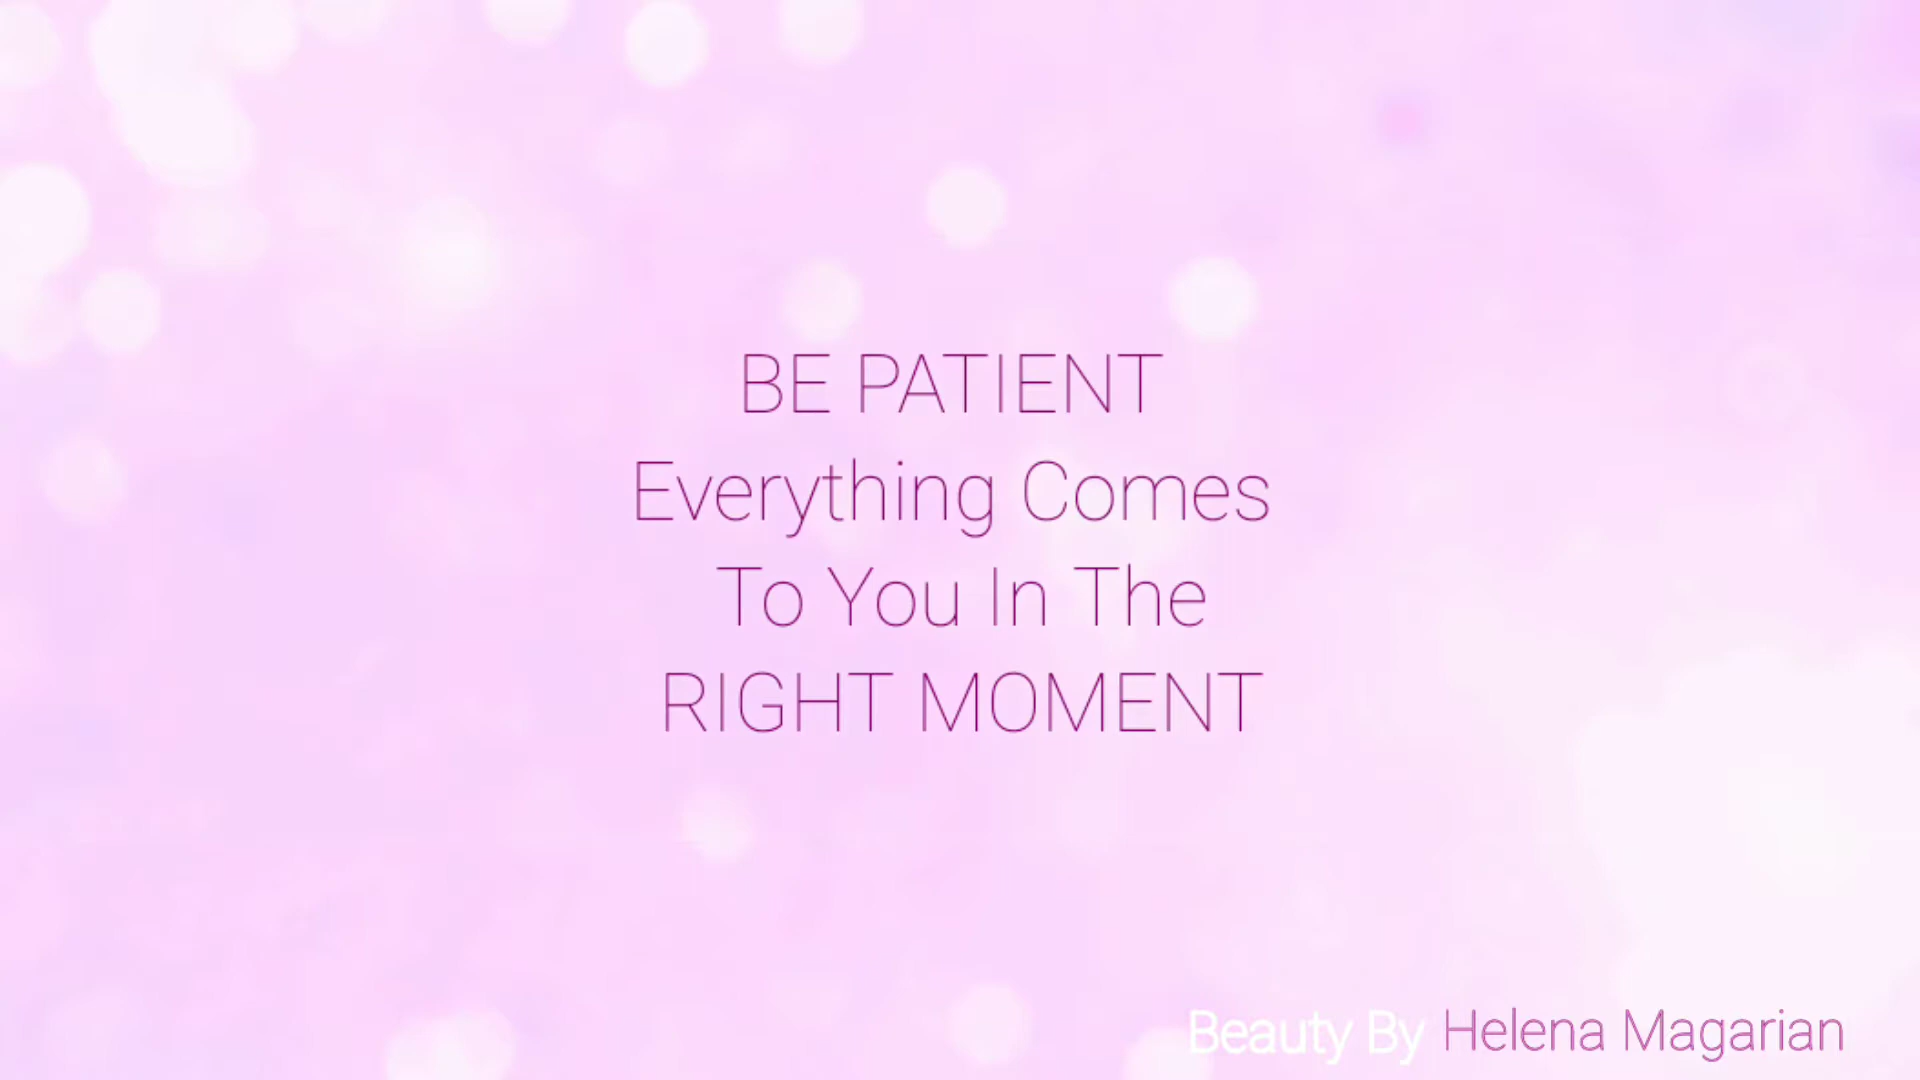 BE PATIENT
Everything Comes
To You In The
RIGHT MOMENT
Beauty By Helena Magarian